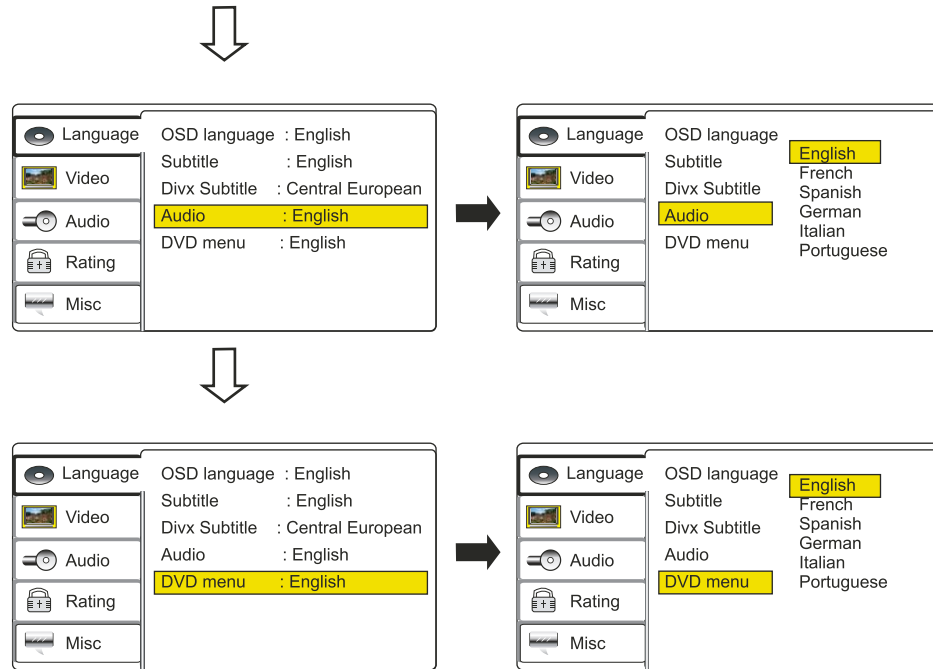 Language
Video
Audio
Rating
Misc
OSD language : English
Subtitle : English
Divx Subtitle : Central European
Audio : English
DVD menu : English
Language
Video
Audio
Rating
Misc
OSD language
Subtitle
Divx Subtitle
Audio
DVD menu
English
French
Spanish
German
Italian
Portuguese
Language
Video
Audio
Rating
Misc
OSD language : English
Subtitle : English
Divx Subtitle : Central European
Audio : English
DVD menu : English
Language
Video
Audio
Rating
Misc
OSD language
Subtitle
Divx Subtitle
Audio
DVD menu
English
French
Spanish
German
Italian
Portuguese